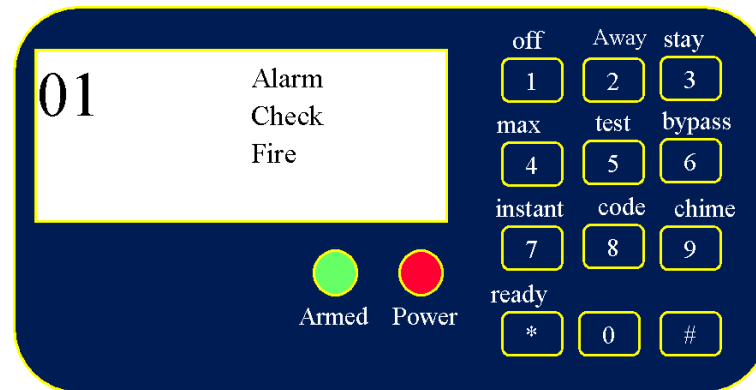 01
Alarm
Check
Fire
Armed Power
off Away stay
1 2 3
max test bypass
4 5 6
instant code chime
7 8 9
ready
* 0 #